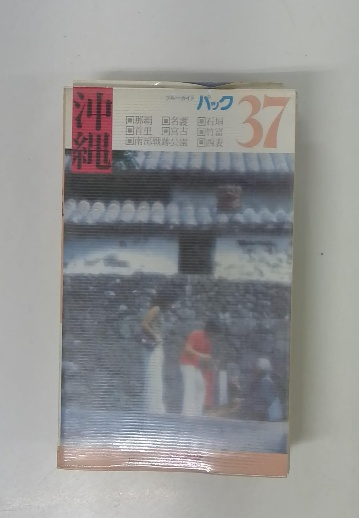 沖縄
ブルーガイド パック 37
那覇 名護 石垣
首里 宮古 竹富
南部戦跡公園 西表